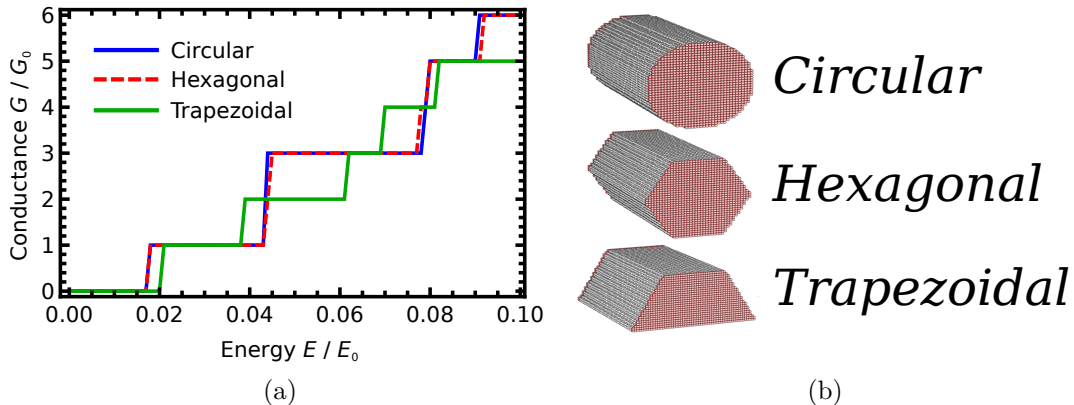 6
5
4
3
2
1
0
Conductance G / G₀
Circular
Hexagonal
Trapezoidal
0.00 0.02 0.04 0.06 0.08 0.10
Energy E / E₀
(a)
Circular
Hexagonal
Trapezoidal
(b)